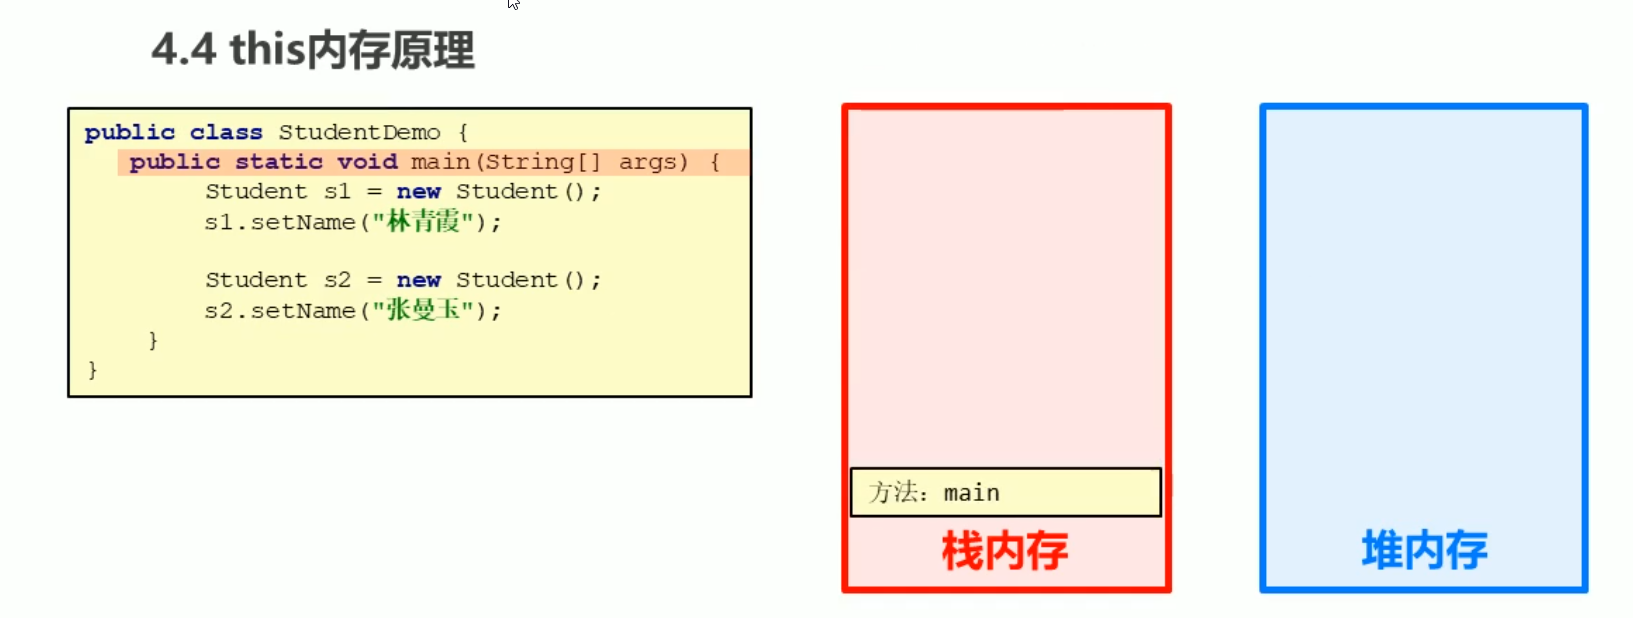 4.4 this内存原理
public class StudentDemo {
public static void main(String[] args) {
Student s1 = new Student();
s1.setName("林青霞");
Student s2 = new Student();
s2.setName("张曼玉");
}
}
方法：main
栈内存
堆内存